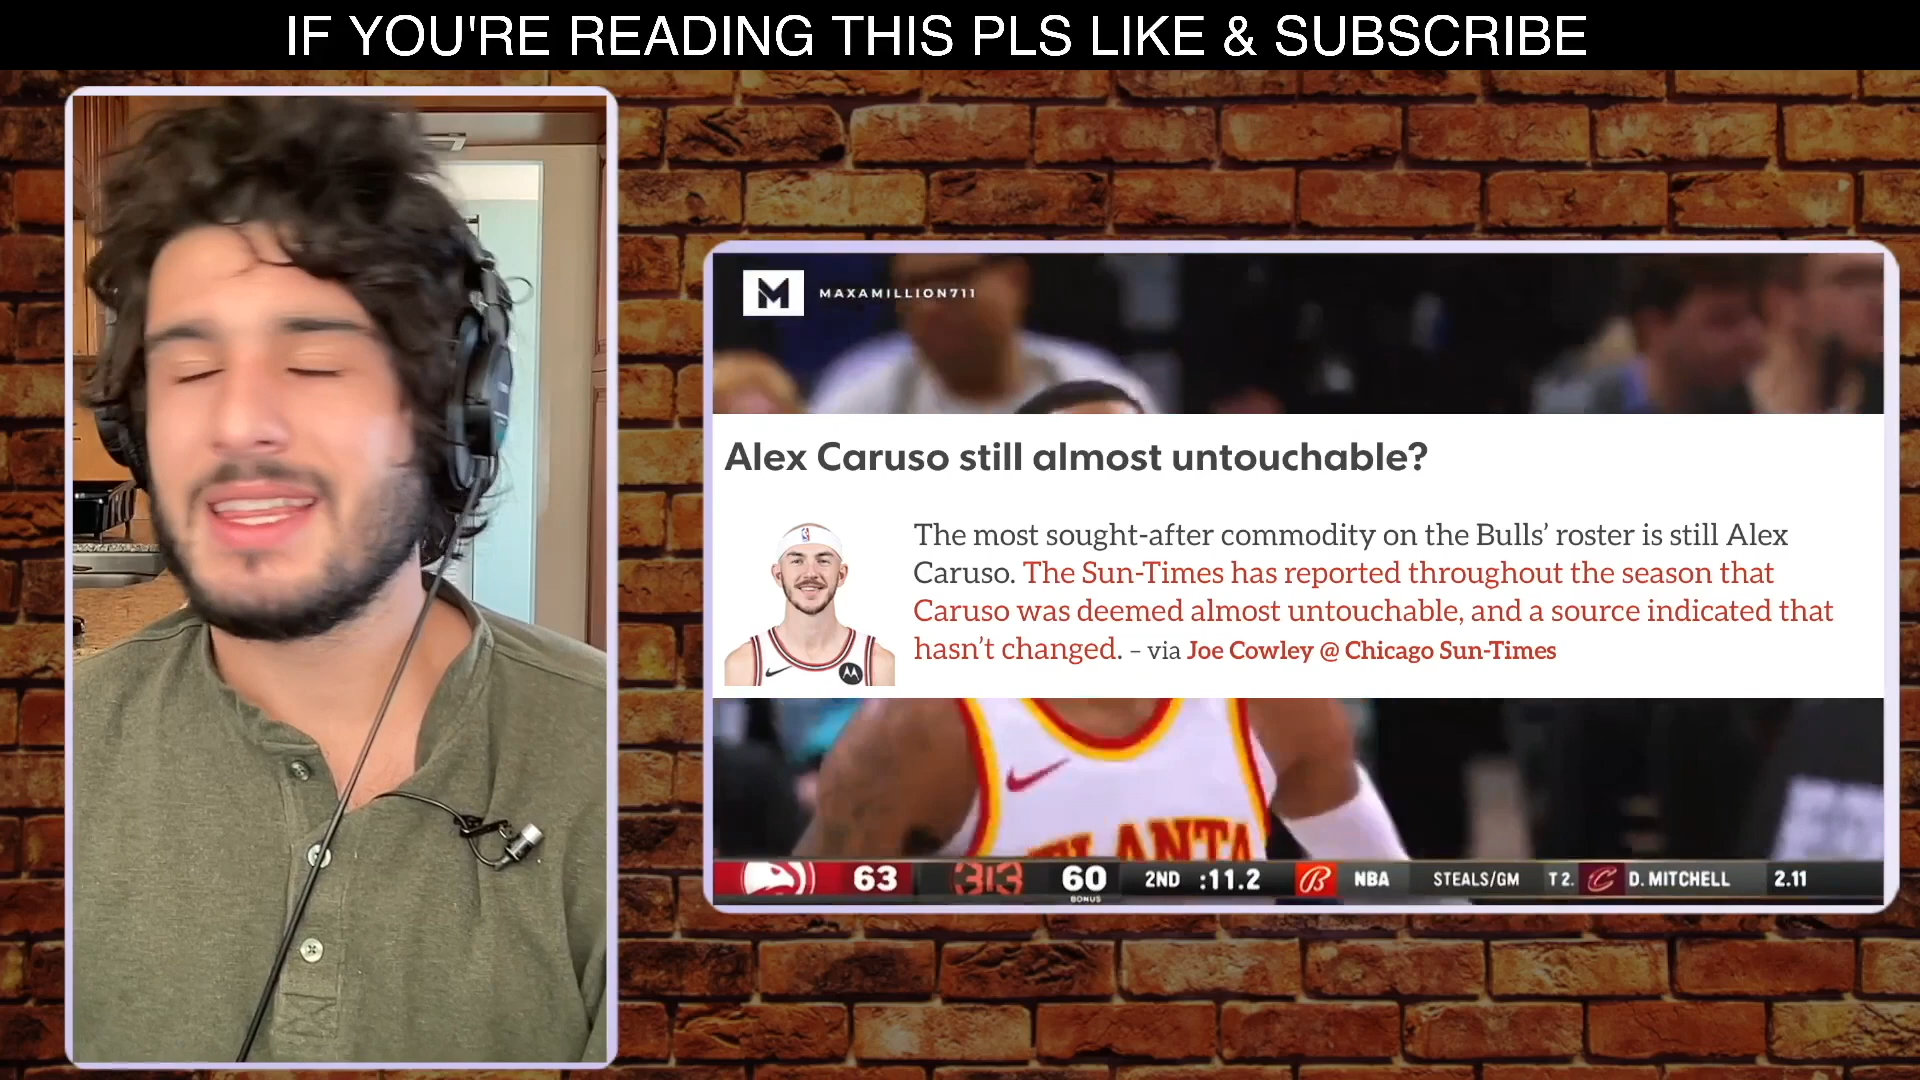 IF YOU'RE READING THIS PLS LIKE & SUBSCRIBE
M MAXAMILLION711
Alex Caruso still almost untouchable?
The most sought-after commodity on the Bulls’ roster is still Alex
Caruso. The Sun-Times has reported throughout the season that
Caruso was deemed almost untouchable, and a source indicated that
hasn’t changed. – via Joe Cowley @ Chicago Sun-Times
ATLANTA
63 313 60 BONUS 2ND :11.2 B NBA STEALS/GM T2. C D. MITCHELL 2.11